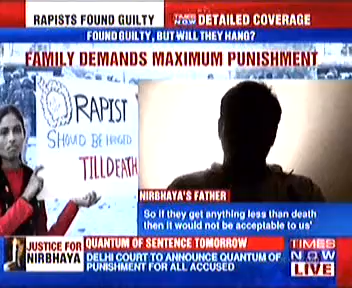 RAPISTS FOUND GUILTY
TIMES NOW DETAILED COVERAGE
FOUND GUILTY, BUT WILL THEY HANG?
FAMILY DEMANDS MAXIMUM PUNISHMENT
RAPIST
SHOULD BE HANGED
TILL DEATH
NIRBHAYA'S FATHER
So if they get anything less than death
then it would not be acceptable to us'
JUSTICE FOR
NIRBHAYA
QUANTUM OF SENTENCE TOMORROW
DELHI COURT TO ANNOUNCE QUANTUM OF
PUNISHMENT FOR ALL ACCUSED
TIMES
NOW
LIVE